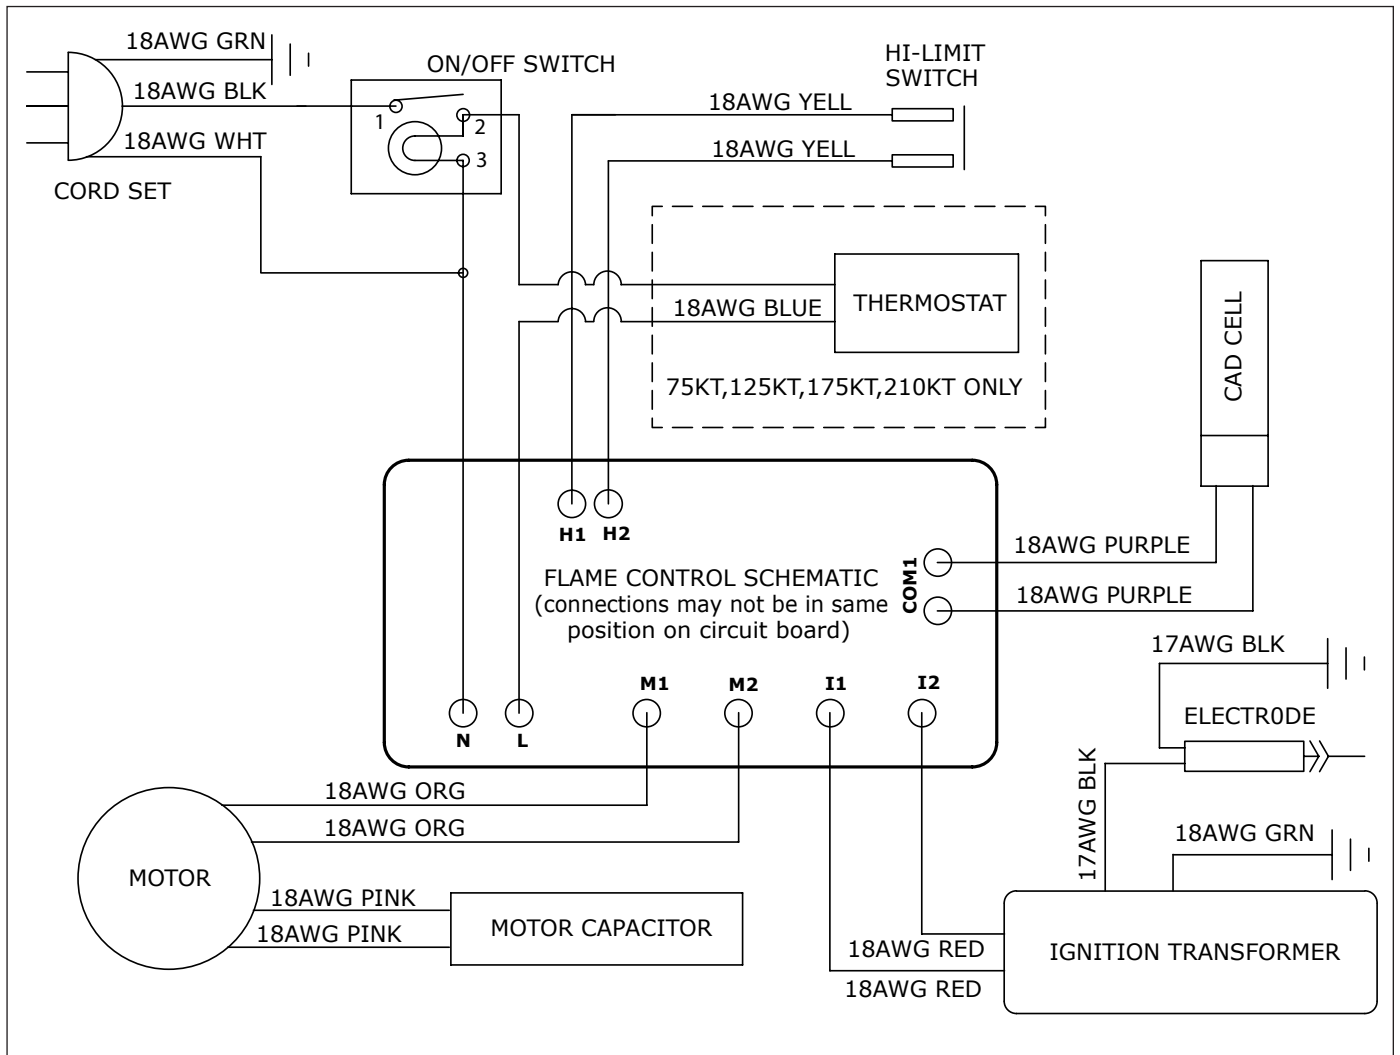 18AWG GRN
ON/OFF SWITCH
HI-LIMIT
SWITCH
18AWG BLK
18AWG YELL
1
2
18AWG WHT
18AWG YELL
3
CORD SET
THERMOSTAT
18AWG BLUE
CAD CELL
75KT,125KT,175KT,210KT ONLY
H1
H2
18AWG PURPLE
COM1
FLAME CONTROL SCHEMATIC
(connections may not be in same
position on circuit board)
18AWG PURPLE
17AWG BLK
M1
M2
I1
I2
ELECTR0DE
N
L
18AWG ORG
17AWG BLK
18AWG ORG
18AWG GRN
MOTOR
18AWG PINK
MOTOR CAPACITOR
18AWG PINK
18AWG RED
IGNITION TRANSFORMER
18AWG RED